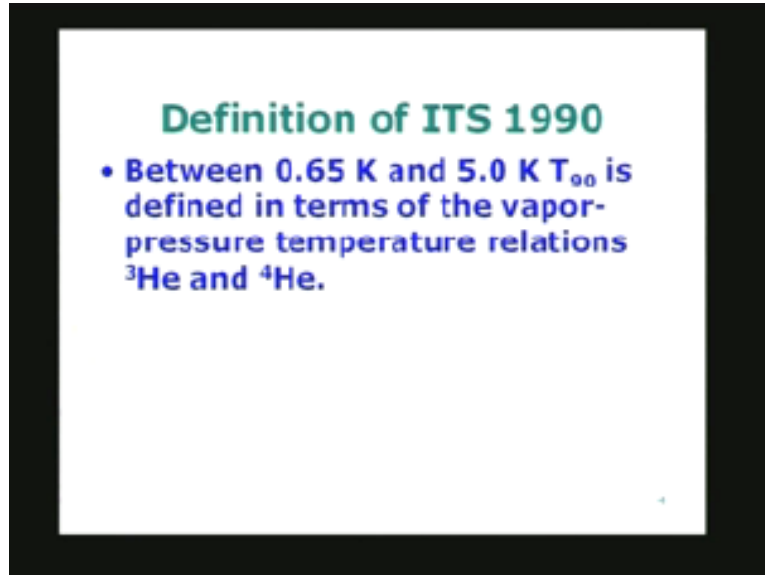 Definition of ITS 1990
• Between 0.65 K and 5.0 K T₉₀ is
defined in terms of the vapor-
pressure temperature relations
³He and ⁴He.
4